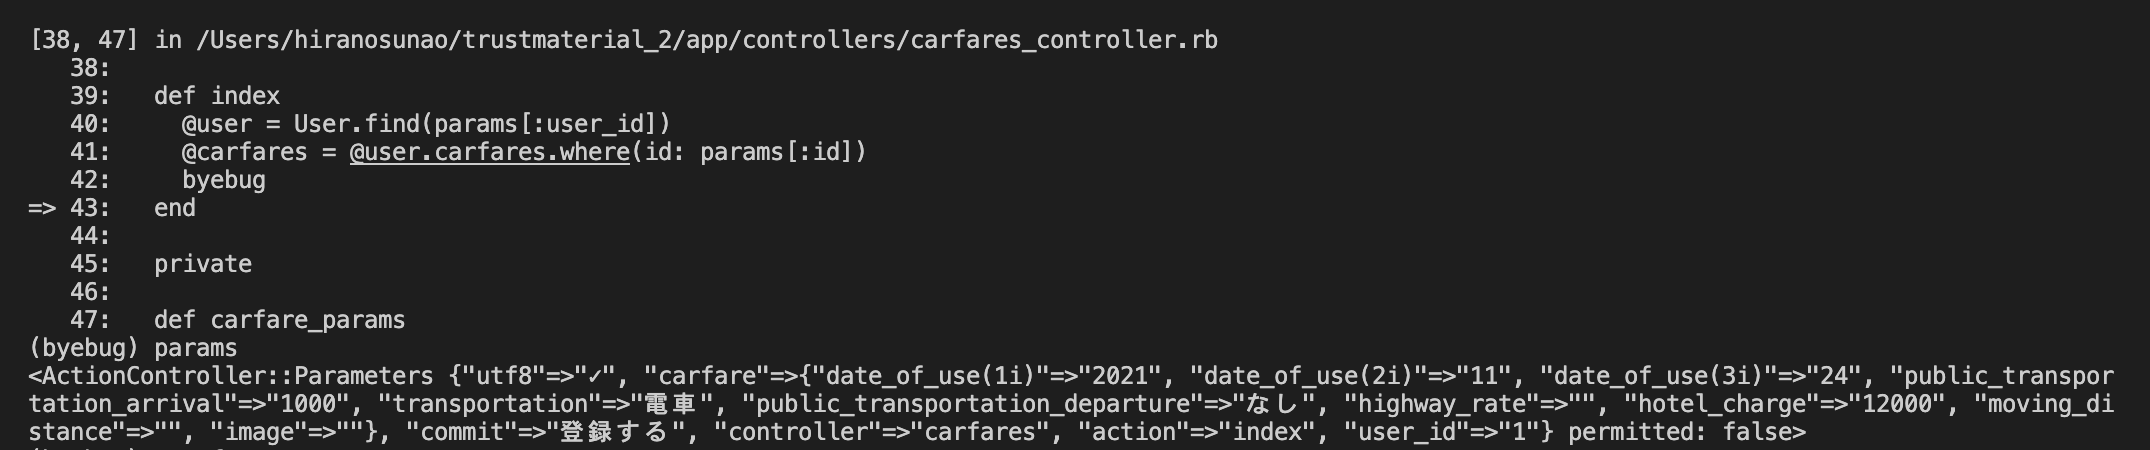 [38, 47] in /Users/hiranosunao/trustmaterial_2/app/controllers/carfares_controller.rb
   38:
   39:   def index
   40:     @user = User.find(params[:user_id])
   41:     @carfares = @user.carfares.where(id: params[:id])
   42:     byebug
=> 43:   end
   44:
   45:   private
   46:
   47:   def carfare_params
(byebug) params
<ActionController::Parameters {"utf8"=>"✓", "carfare"=>{"date_of_use(1i)"=>"2021", "date_of_use(2i)"=>"11", "date_of_use(3i)"=>"24", "public_transpor
tation_arrival"=>"1000", "transportation"=>"電車", "public_transportation_departure"=>"なし", "highway_rate"=>"", "hotel_charge"=>"12000", "moving_di
stance"=>"", "image"=>""}, "commit"=>"登録する", "controller"=>"carfares", "action"=>"index", "user_id"=>"1"} permitted: false>